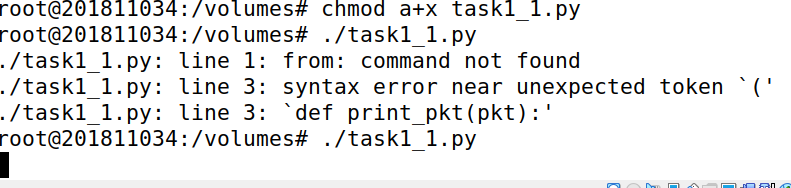 root@201811034:/volumes# chmod a+x task1_1.py
root@201811034:/volumes# ./task1_1.py
./task1_1.py: line 1: from: command not found
./task1_1.py: line 3: syntax error near unexpected token `('
./task1_1.py: line 3: `def print_pkt(pkt):'
root@201811034:/volumes# ./task1_1.py